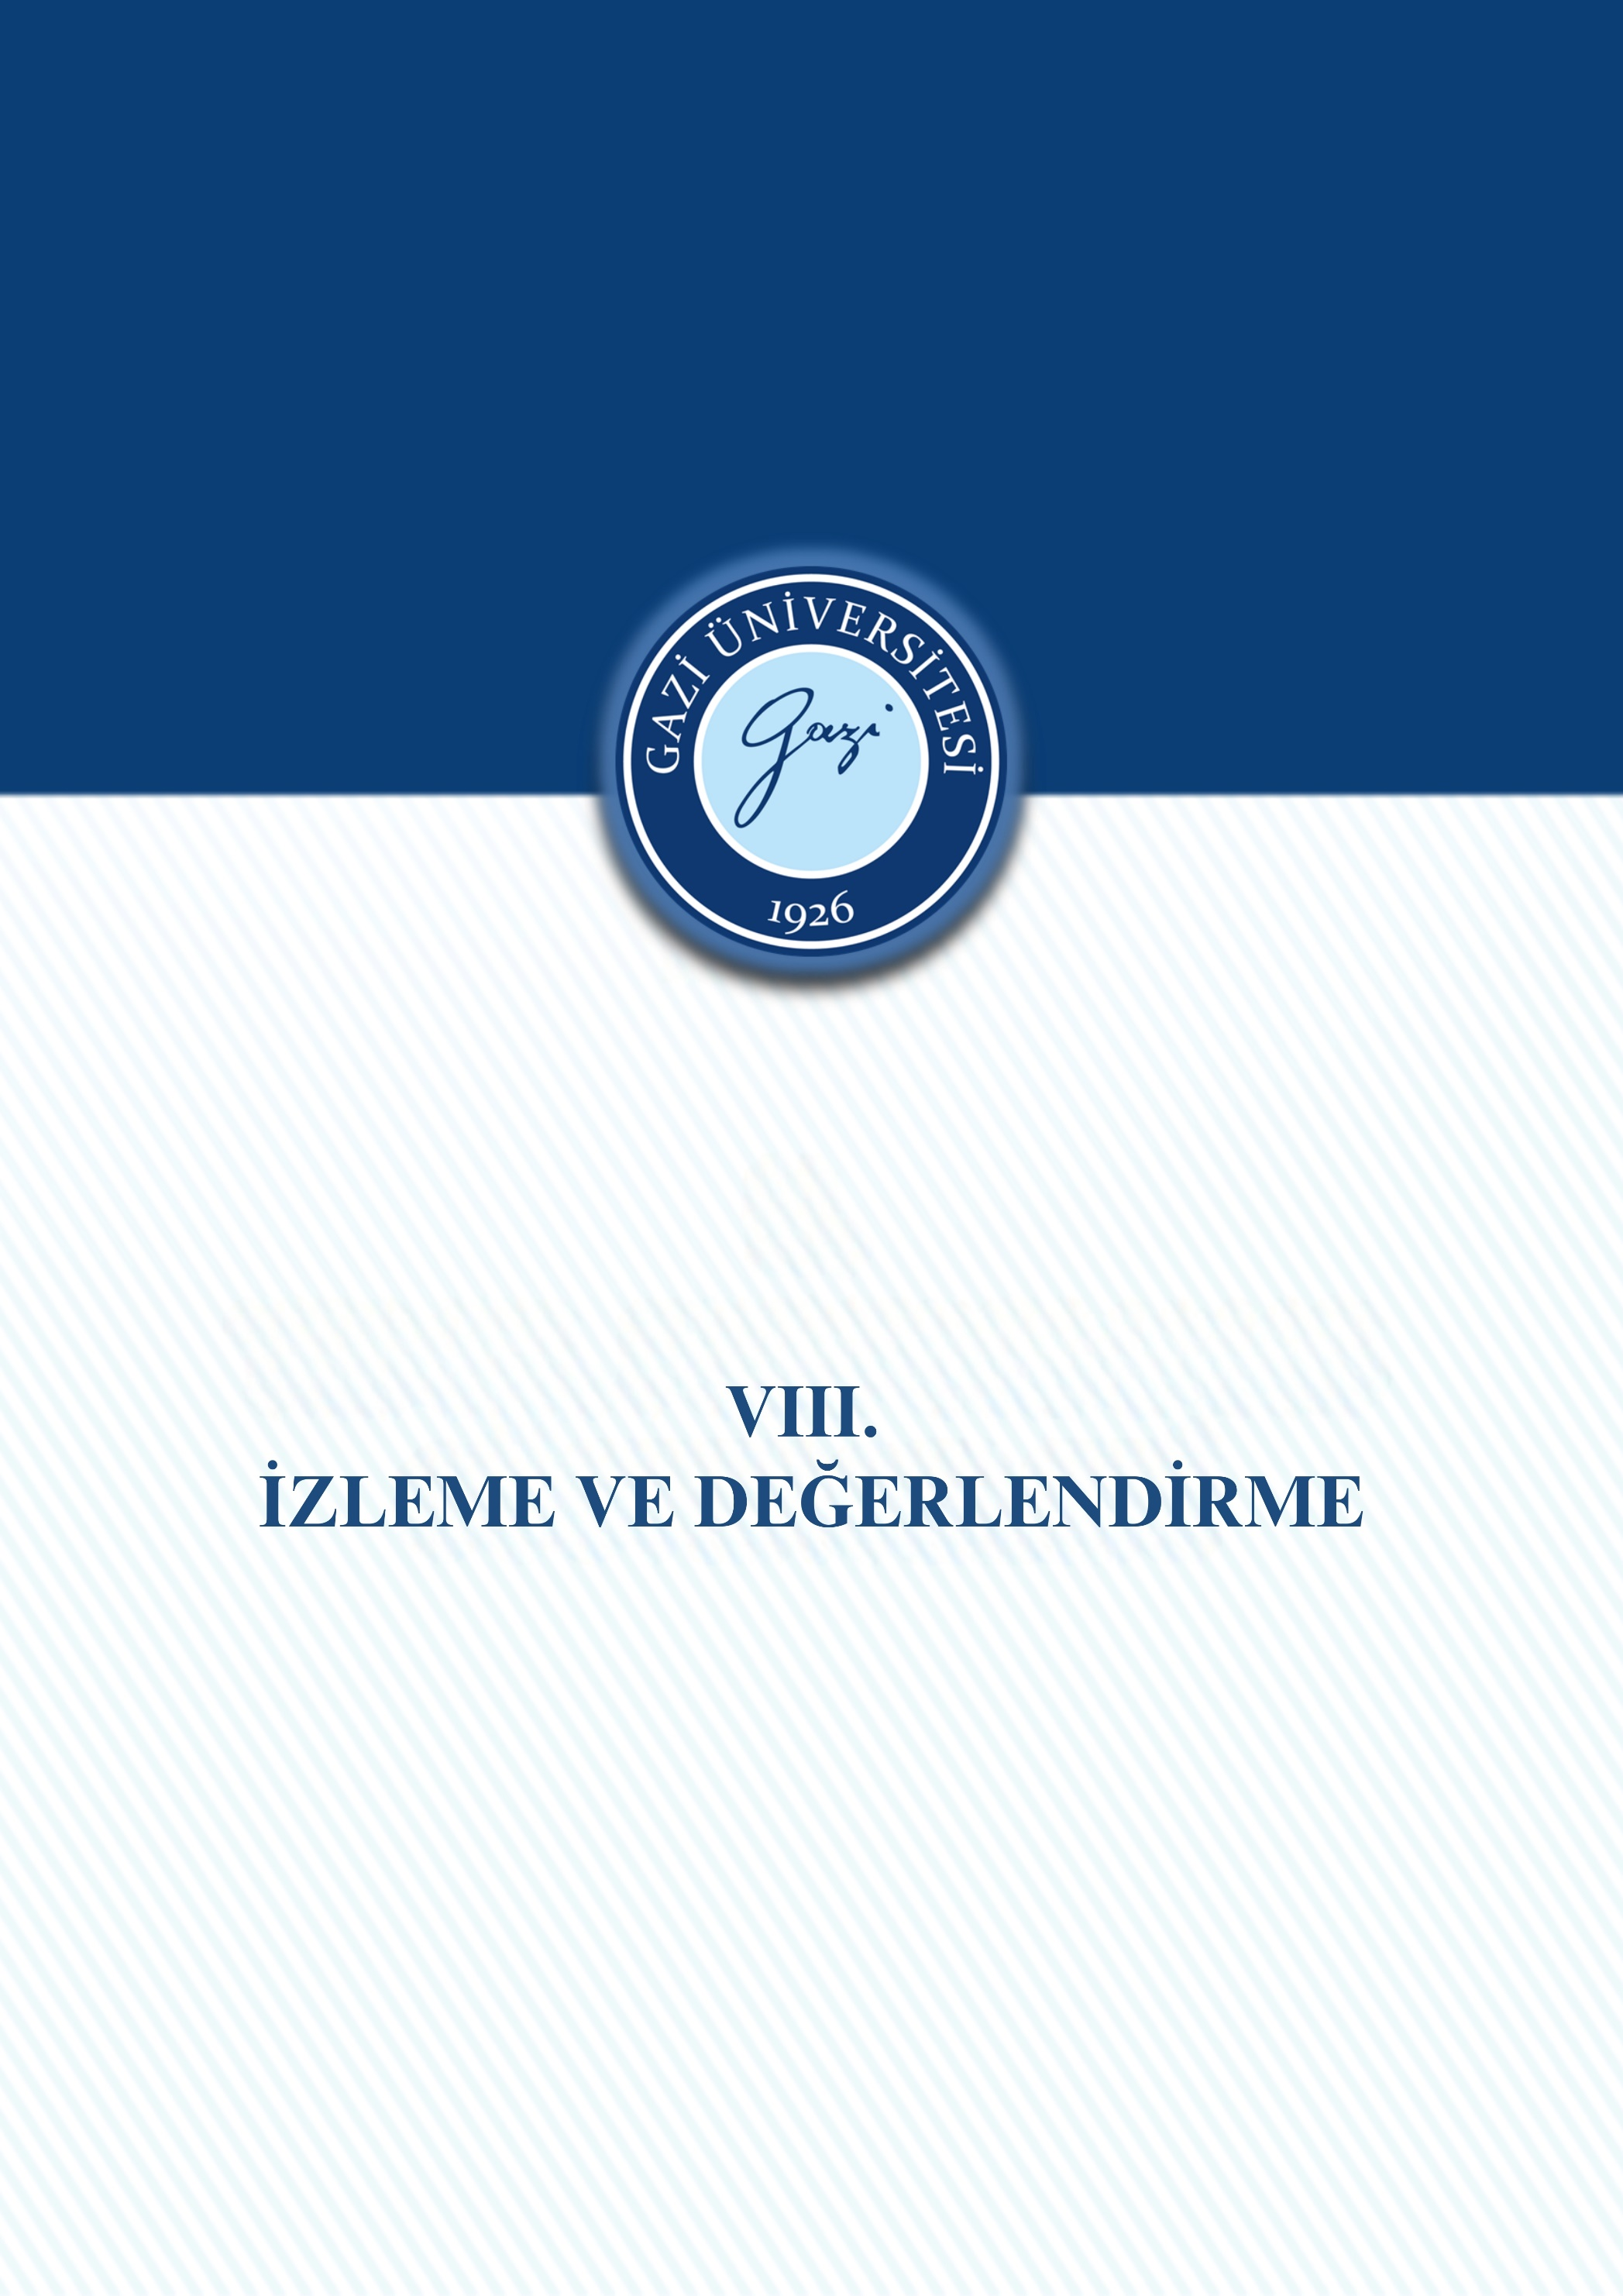 GAZİ ÜNİVERSİTESİ
gazi
1926
VIII.
İZLEME VE DEĞERLENDİRME